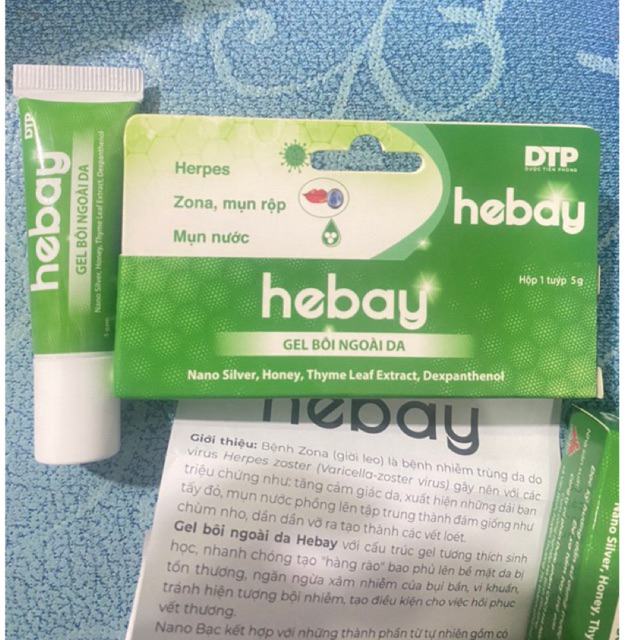 DTP
hebay
GEL BÔI NGOÀI DA
Nano Silver, Honey, Thyme Leaf Extract, Dexpanthenol
Herpes
Zona, mụn rộp
Mụn nước
DTP
DƯỢC TIÊN PHONG
hebay
Hộp 1 tuýp 5g
hebay
GEL BÔI NGOÀI DA
Nano Silver, Honey, Thyme Leaf Extract, Dexpanthenol
hebay
Giới thiệu: Bệnh Zona (giời leo) là bệnh nhiễm trùng da do
virus Herpes zoster (Varicella-zoster virus) gây nên với các
triệu chứng như: tăng cảm giác da, xuất hiện những dải ban
tấy đỏ, mụn nước phồng lên tập trung thành đám giống như
chùm nho, dần dần vỡ ra tạo thành các vết loét.
Gel bôi ngoài da Hebay với cấu trúc gel tương thích sinh
học, nhanh chóng tạo "hàng rào" bao phủ lên bề mặt da bị
tổn thương, ngăn ngừa xâm nhiễm của bụi bẩn, vi khuẩn,
tránh hiện tượng bội nhiễm, tạo điều kiện cho việc hồi phục
vết thương.
Nano Bạc kết hợp với những thành phần từ tự nhiên gồm có
Nano Silver, Honey, Thy